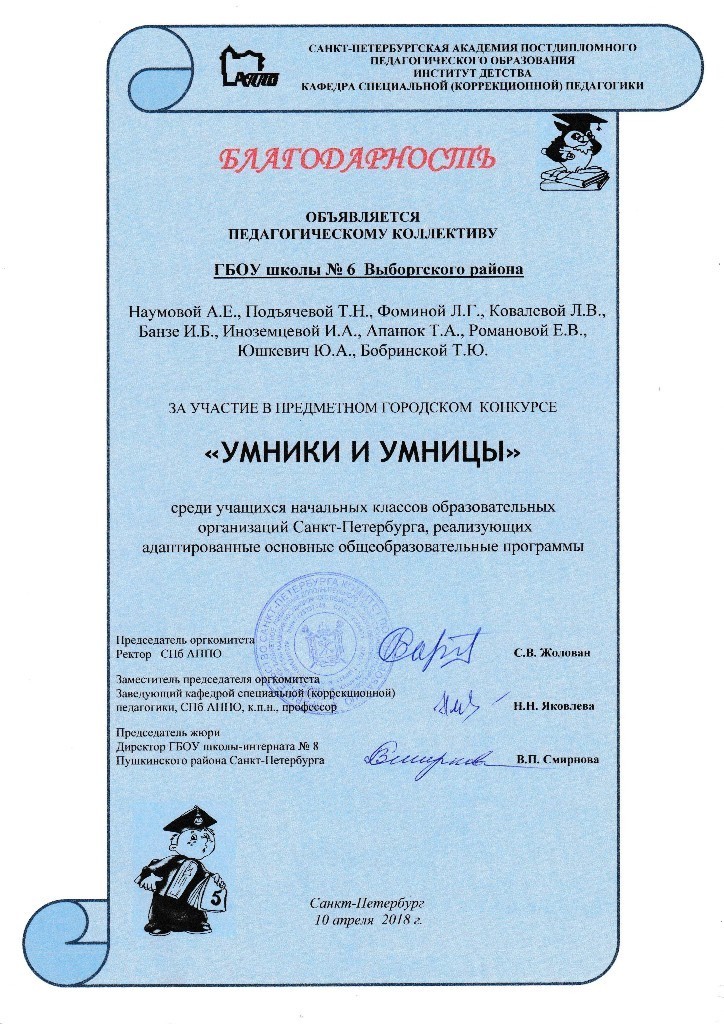 САНКТ-ПЕТЕРБУРГСКАЯ АКАДЕМИЯ ПОСТДИПЛОМНОГО
ПЕДАГОГИЧЕСКОГО ОБРАЗОВАНИЯ
ИНСТИТУТ ДЕТСТВА
КАФЕДРА СПЕЦИАЛЬНОЙ (КОРРЕКЦИОННОЙ) ПЕДАГОГИКИ
АППО
БЛАГОДАРНОСТЬ
ОБЪЯВЛЯЕТСЯ
ПЕДАГОГИЧЕСКОМУ КОЛЛЕКТИВУ
ГБОУ школы № 6 Выборгского района
Наумовой А.Е., Подъячевой Т.Н., Фоминой Л.Г., Ковалевой Л.В.,
Банзе И.Б., Иноземцевой И.А., Апанюк Т.А., Романовой Е.В.,
Юшкевич Ю.А., Бобринской Т.Ю.
ЗА УЧАСТИЕ В ПРЕДМЕТНОМ ГОРОДСКОМ КОНКУРСЕ
«УМНИКИ И УМНИЦЫ»
среди учащихся начальных классов образовательных
организаций Санкт-Петербурга, реализующих
адаптированные основные общеобразовательные программы
Председатель оргкомитета
Ректор СПб АППО
С.В. Жолован
Заместитель председателя оргкомитета
Заведующий кафедрой специальной (коррекционной)
педагогики, СПб АППО, к.п.н., профессор
Н.Н. Яковлева
Председатель жюри
Директор ГБОУ школы-интерната № 8
Пушкинского района Санкт-Петербурга
В.П. Смирнова
5
Санкт-Петербург
10 апреля 2018 г.